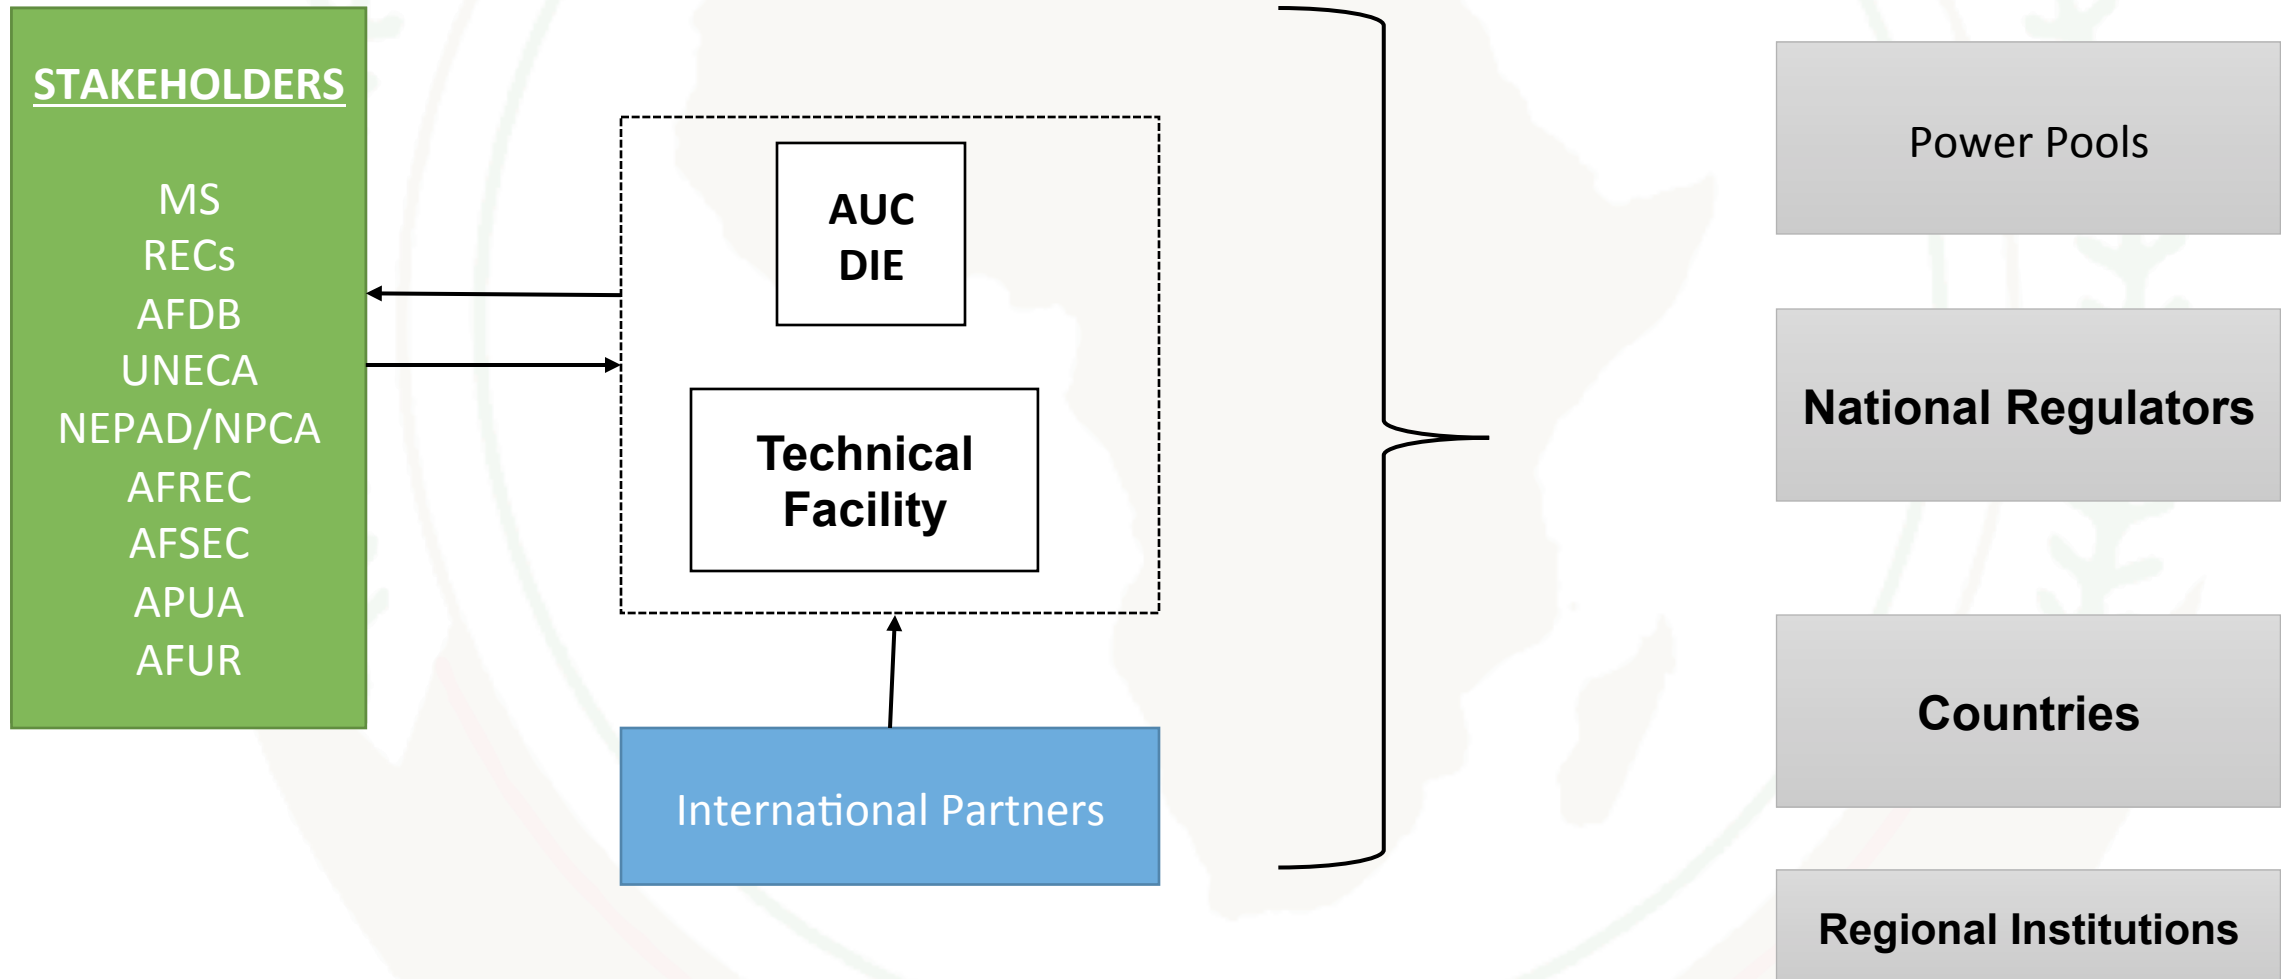 STAKEHOLDERS
MS
RECs
AFDB
UNECA
NEPAD/NPCA
AFREC
AFSEC
APUA
AFUR
AUC
DIE
Technical
Facility
International Partners
Power Pools
National Regulators
Countries
Regional Institutions